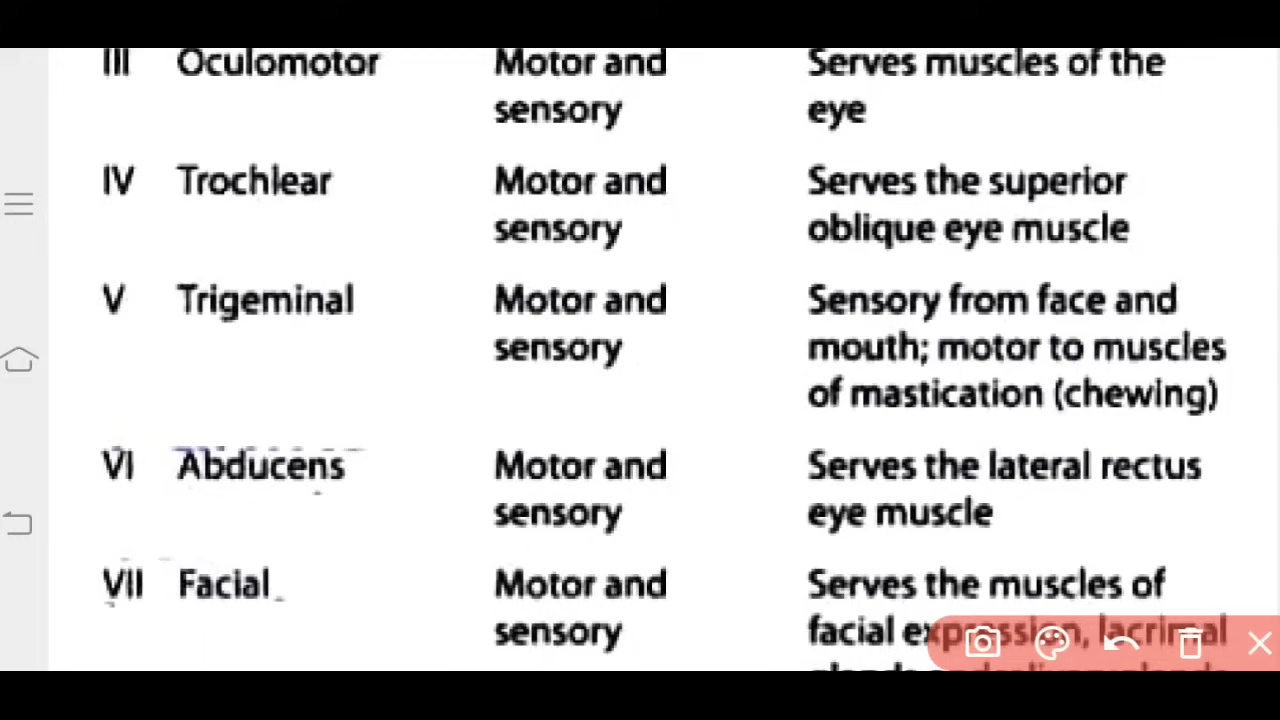 III Oculomotor Motor and Serves muscles of the
sensory eye
IV Trochlear Motor and Serves the superior
sensory oblique eye muscle
V Trigeminal Motor and Sensory from face and
sensory mouth; motor to muscles
of mastication (chewing)
VI Abducens Motor and Serves the lateral rectus
sensory eye muscle
VII Facial Motor and Serves the muscles of
sensory facial expression, lacrimal